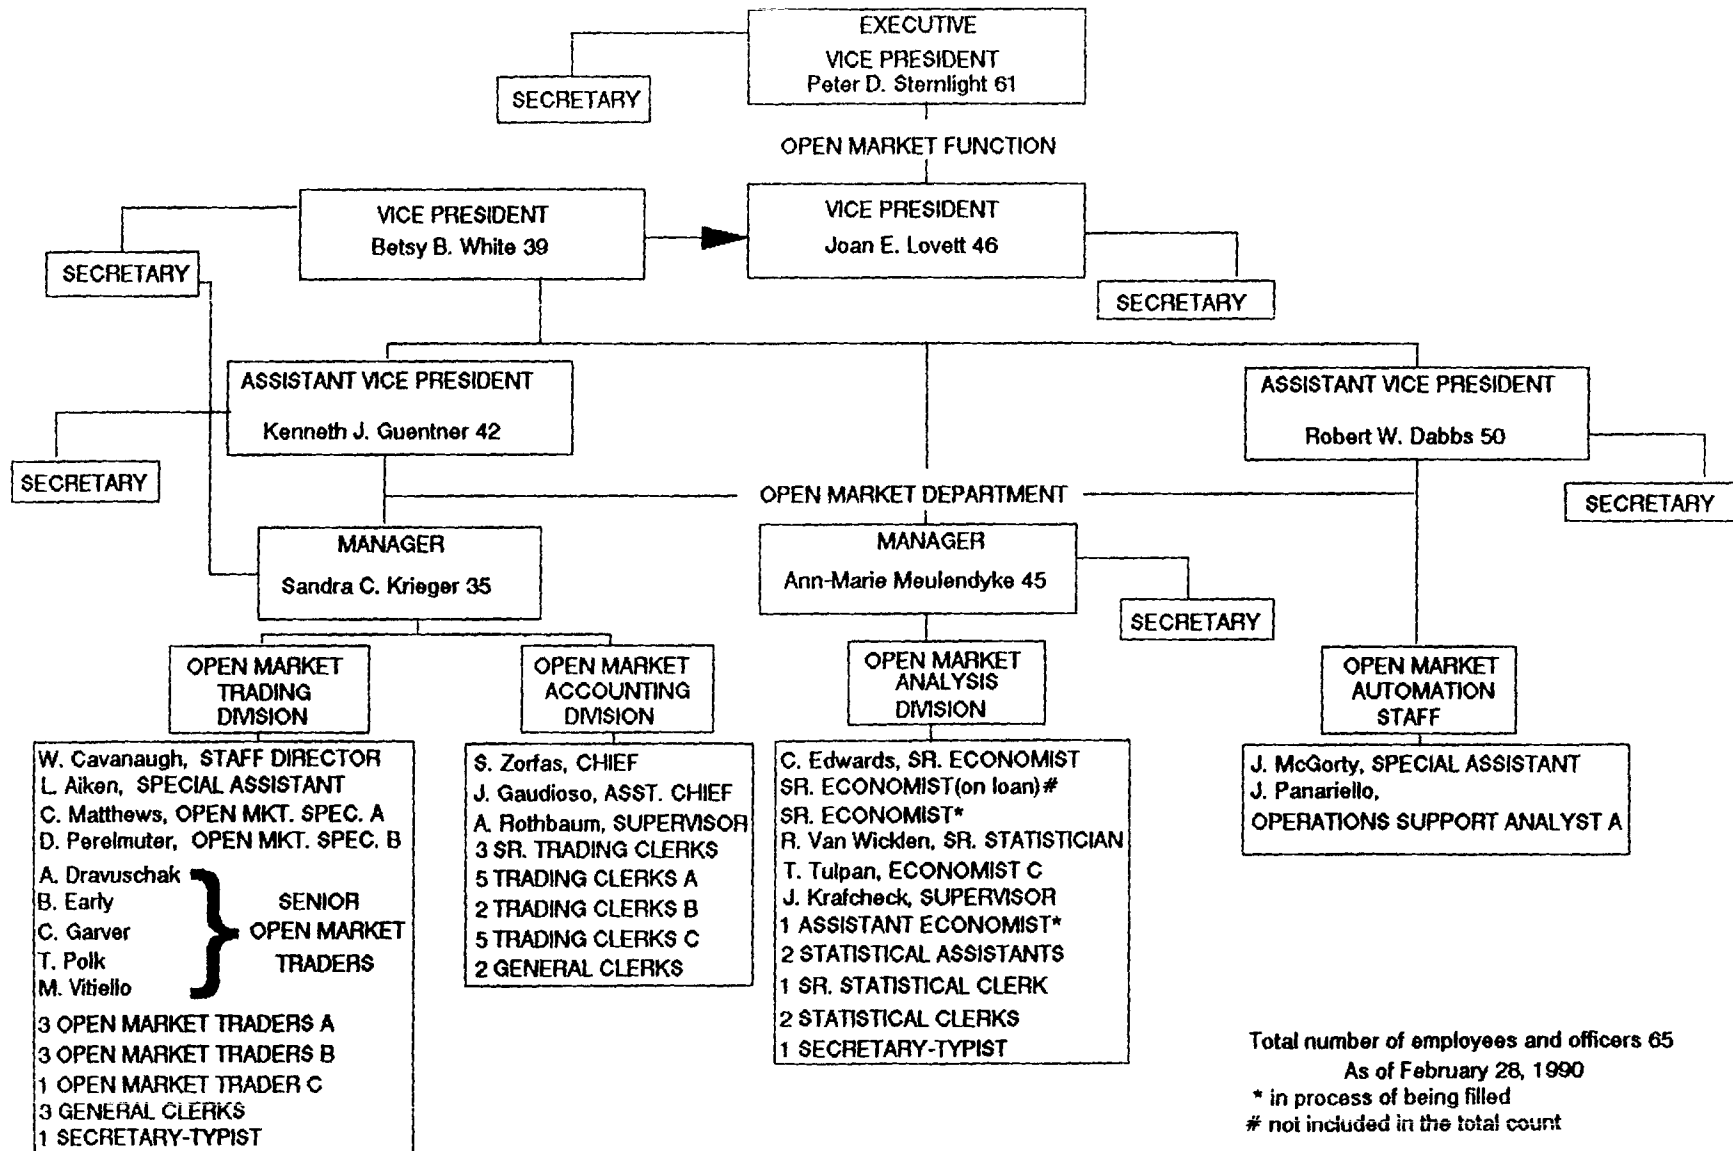 EXECUTIVE
VICE PRESIDENT
Peter D. Sternlight 61
SECRETARY
OPEN MARKET FUNCTION
VICE PRESIDENT
Betsy B. White 39
VICE PRESIDENT
Joan E. Lovett 46
SECRETARY
SECRETARY
ASSISTANT VICE PRESIDENT
Kenneth J. Guentner 42
ASSISTANT VICE PRESIDENT
Robert W. Dabbs 50
SECRETARY
OPEN MARKET DEPARTMENT
SECRETARY
MANAGER
Sandra C. Krieger 35
MANAGER
Ann-Marie Meulendyke 45
SECRETARY
OPEN MARKET
TRADING
DIVISION
OPEN MARKET
ACCOUNTING
DIVISION
OPEN MARKET
ANALYSIS
DIVISION
OPEN MARKET
AUTOMATION
STAFF
W. Cavanaugh, STAFF DIRECTOR
L. Aiken, SPECIAL ASSISTANT
C. Matthews, OPEN MKT. SPEC. A
D. Perelmuter, OPEN MKT. SPEC. B
A. Dravuschak
B. Early
C. Garver
T. Polk
M. Vitiello
SENIOR
OPEN MARKET
TRADERS
3 OPEN MARKET TRADERS A
3 OPEN MARKET TRADERS B
1 OPEN MARKET TRADER C
3 GENERAL CLERKS
1 SECRETARY-TYPIST
S. Zorfas, CHIEF
J. Gaudioso, ASST. CHIEF
A. Rothbaum, SUPERVISOR
3 SR. TRADING CLERKS
5 TRADING CLERKS A
2 TRADING CLERKS B
5 TRADING CLERKS C
2 GENERAL CLERKS
C. Edwards, SR. ECONOMIST
SR. ECONOMIST(on loan)#
SR. ECONOMIST*
R. Van Wicklen, SR. STATISTICIAN
T. Tulpan, ECONOMIST C
J. Krafcheck, SUPERVISOR
1 ASSISTANT ECONOMIST*
2 STATISTICAL ASSISTANTS
1 SR. STATISTICAL CLERK
2 STATISTICAL CLERKS
1 SECRETARY-TYPIST
J. McGorty, SPECIAL ASSISTANT
J. Panariello,
OPERATIONS SUPPORT ANALYST A
Total number of employees and officers 65
As of February 28, 1990
* in process of being filled
# not included in the total count